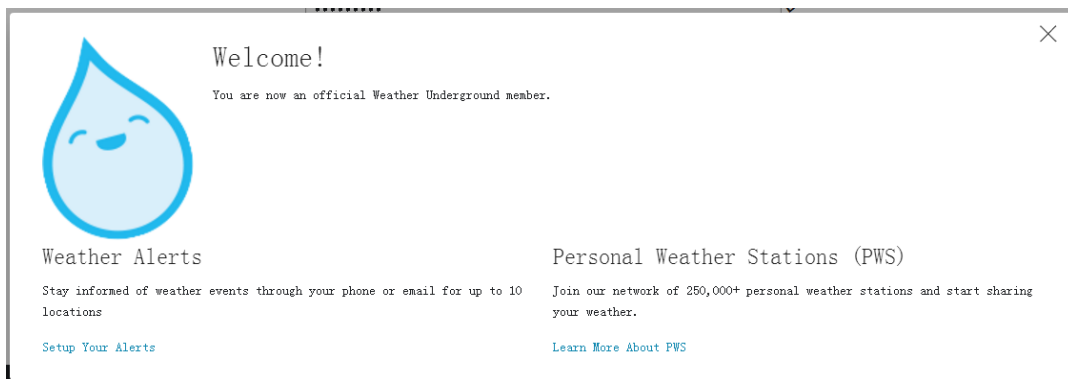 Welcome!
You are now an official Weather Underground member.
Weather Alerts
Stay informed of weather events through your phone or email for up to 10
locations
Setup Your Alerts
Personal Weather Stations (PWS)
Join our network of 250,000+ personal weather stations and start sharing
your weather.
Learn More About PWS